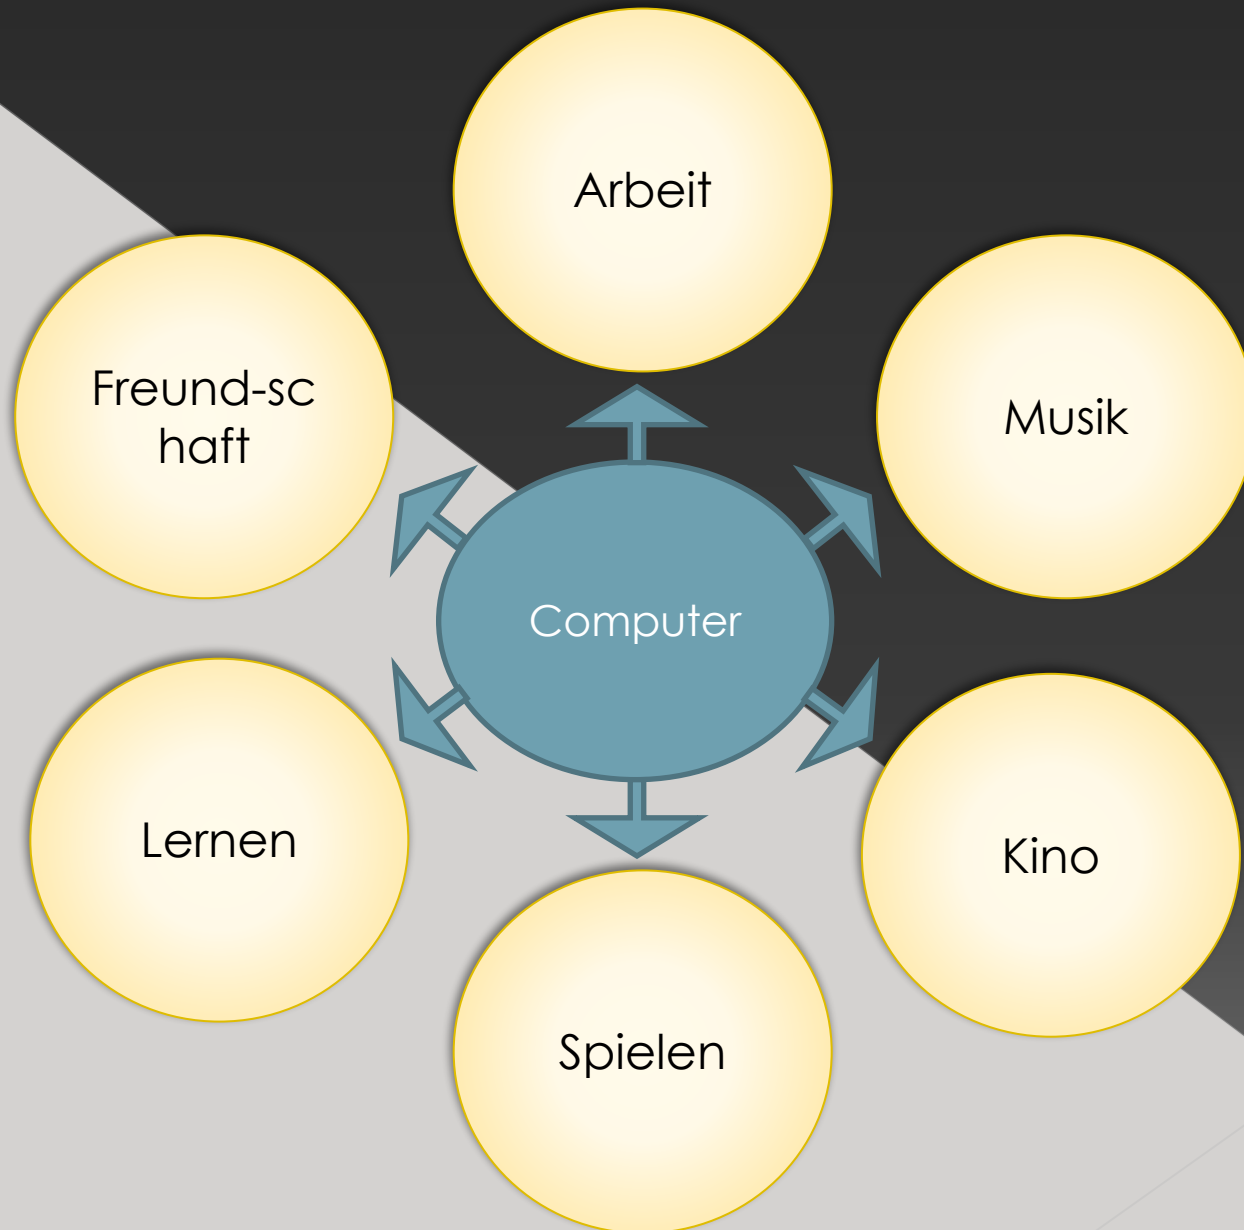 Arbeit
Freund-sc
haft
Musik
Computer
Lernen
Kino
Spielen